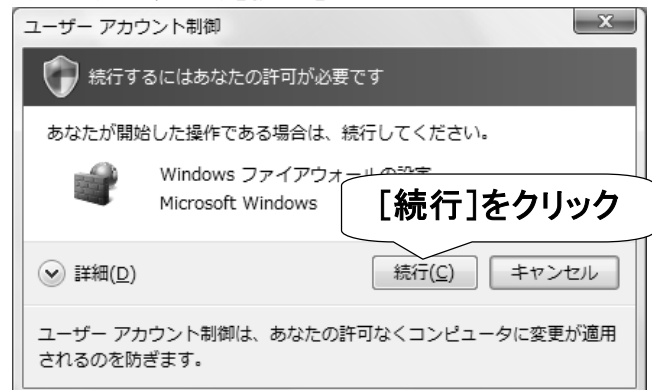 ユーザー アカウント制御
続行するにはあなたの許可が必要です
あなたが開始した操作である場合は、続行してください。
Windows ファイアウォールの設定
Microsoft Windows
[続行]をクリック
詳細(D)
続行(C)
キャンセル
ユーザー アカウント制御は、あなたの許可なくコンピュータに変更が適用
されるのを防ぎます。